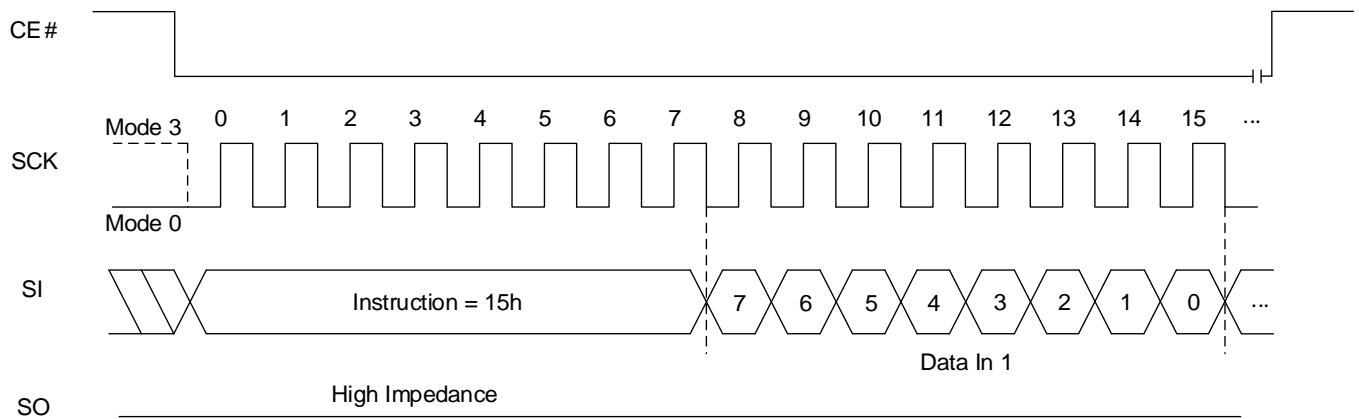 CE#
Mode 3 0 1 2 3 4 5 6 7 8 9 10 11 12 13 14 15 ...
SCK
Mode 0
SI Instruction = 15h 7 6 5 4 3 2 1 0 ...
Data In 1
High Impedance
SO